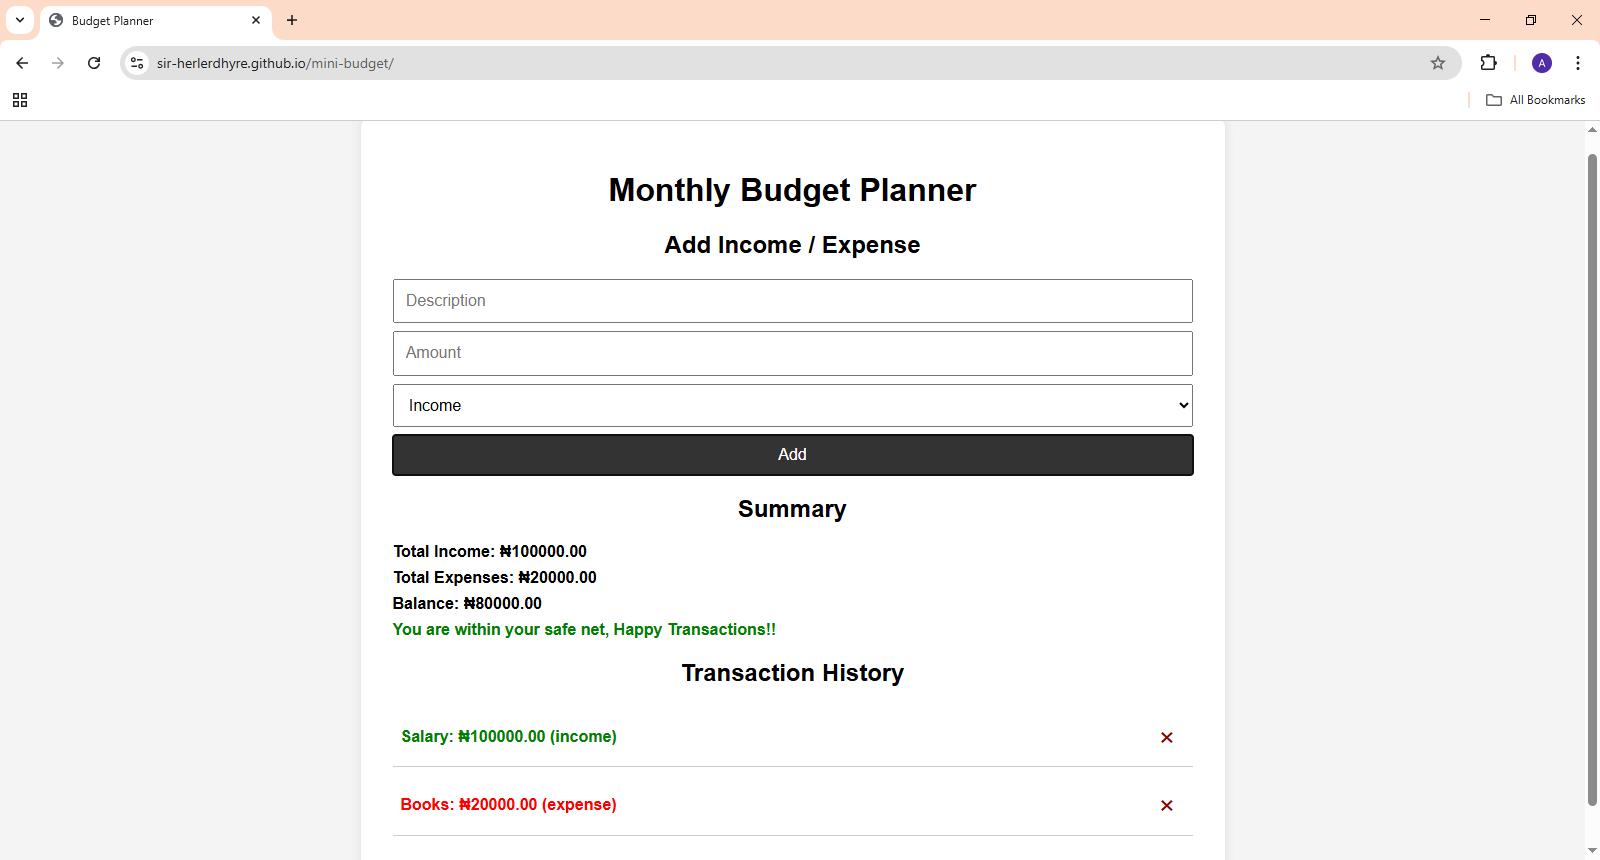 Budget Planner
sir-herlerdhyre.github.io/mini-budget/
A
All Bookmarks
Monthly Budget Planner
Add Income / Expense
Description
Amount
Income
Add
Summary
Total Income: ₦100000.00
Total Expenses: ₦20000.00
Balance: ₦80000.00
You are within your safe net, Happy Transactions!!
Transaction History
Salary: ₦100000.00 (income)
Books: ₦20000.00 (expense)